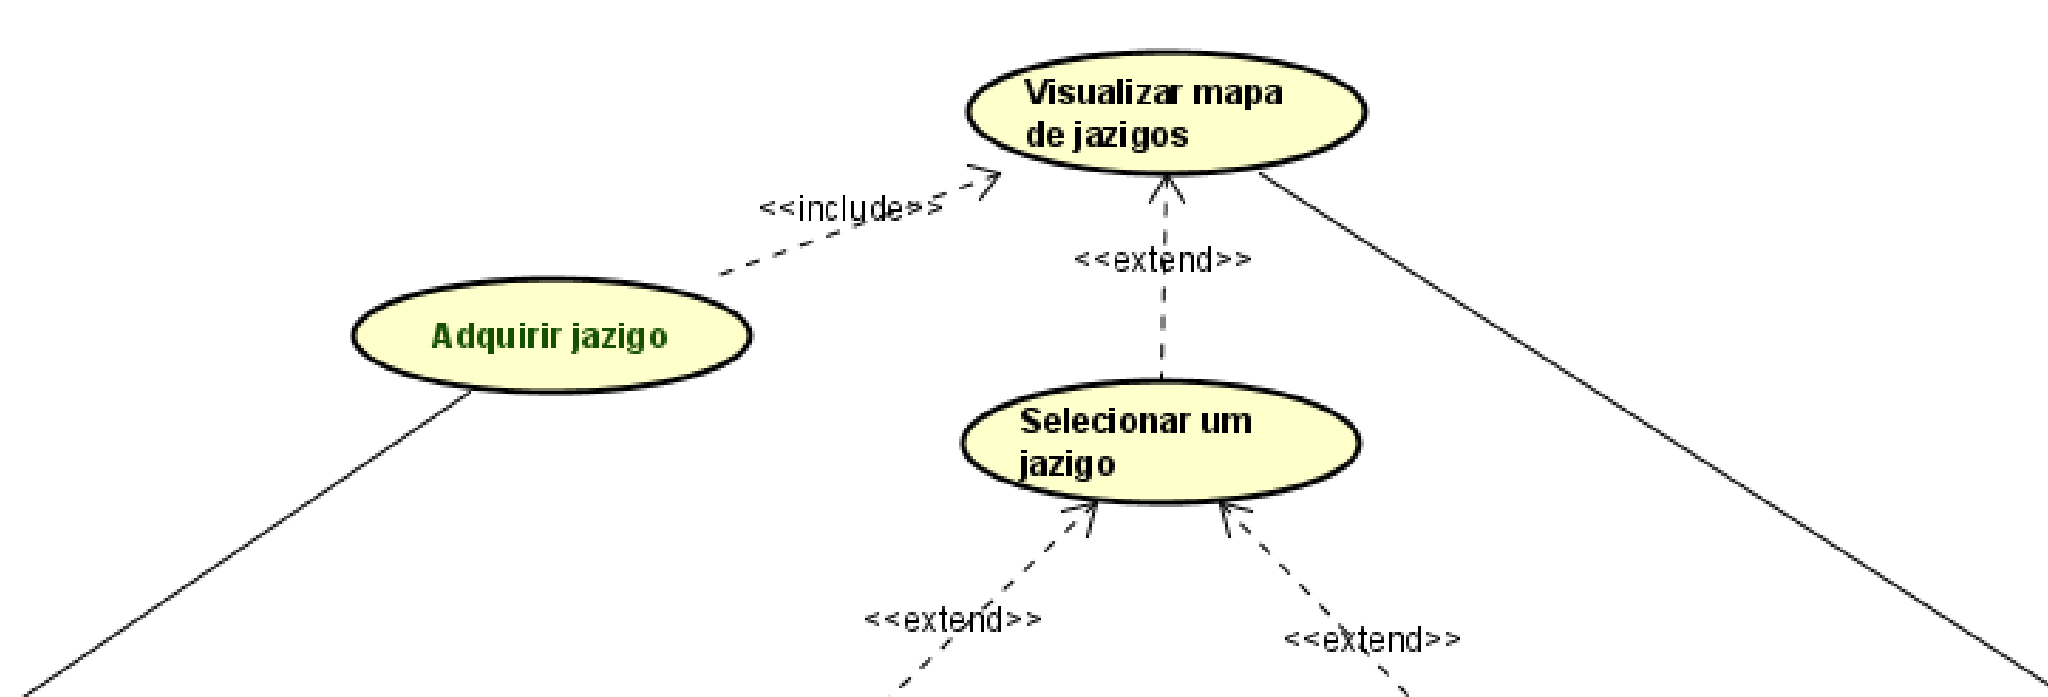 Visualizar mapa
de jazigos
<<include>>
<<extend>>
Adquirir jazigo
Selecionar um
jazigo
<<extend>>
<<extend>>